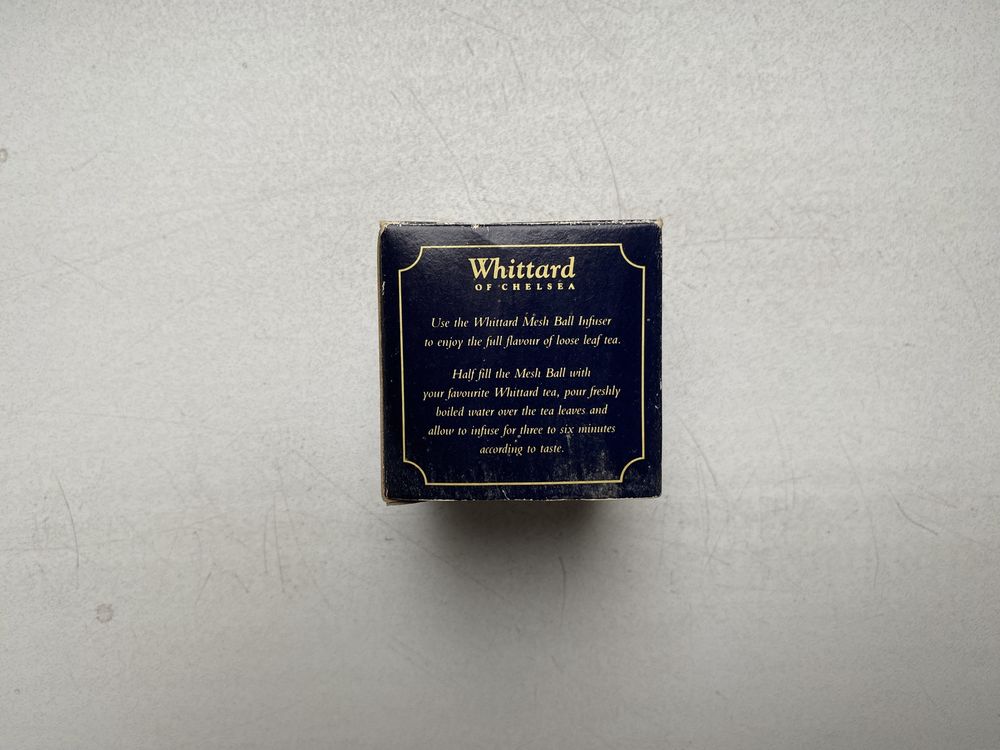 Whittard
OF CHELSEA
Use the Whittard Mesh Ball Infuser
to enjoy the full flavour of loose leaf tea.
Half fill the Mesh Ball with
your favourite Whittard tea, pour freshly
boiled water over the tea leaves and
allow to infuse for three to six minutes
according to taste.